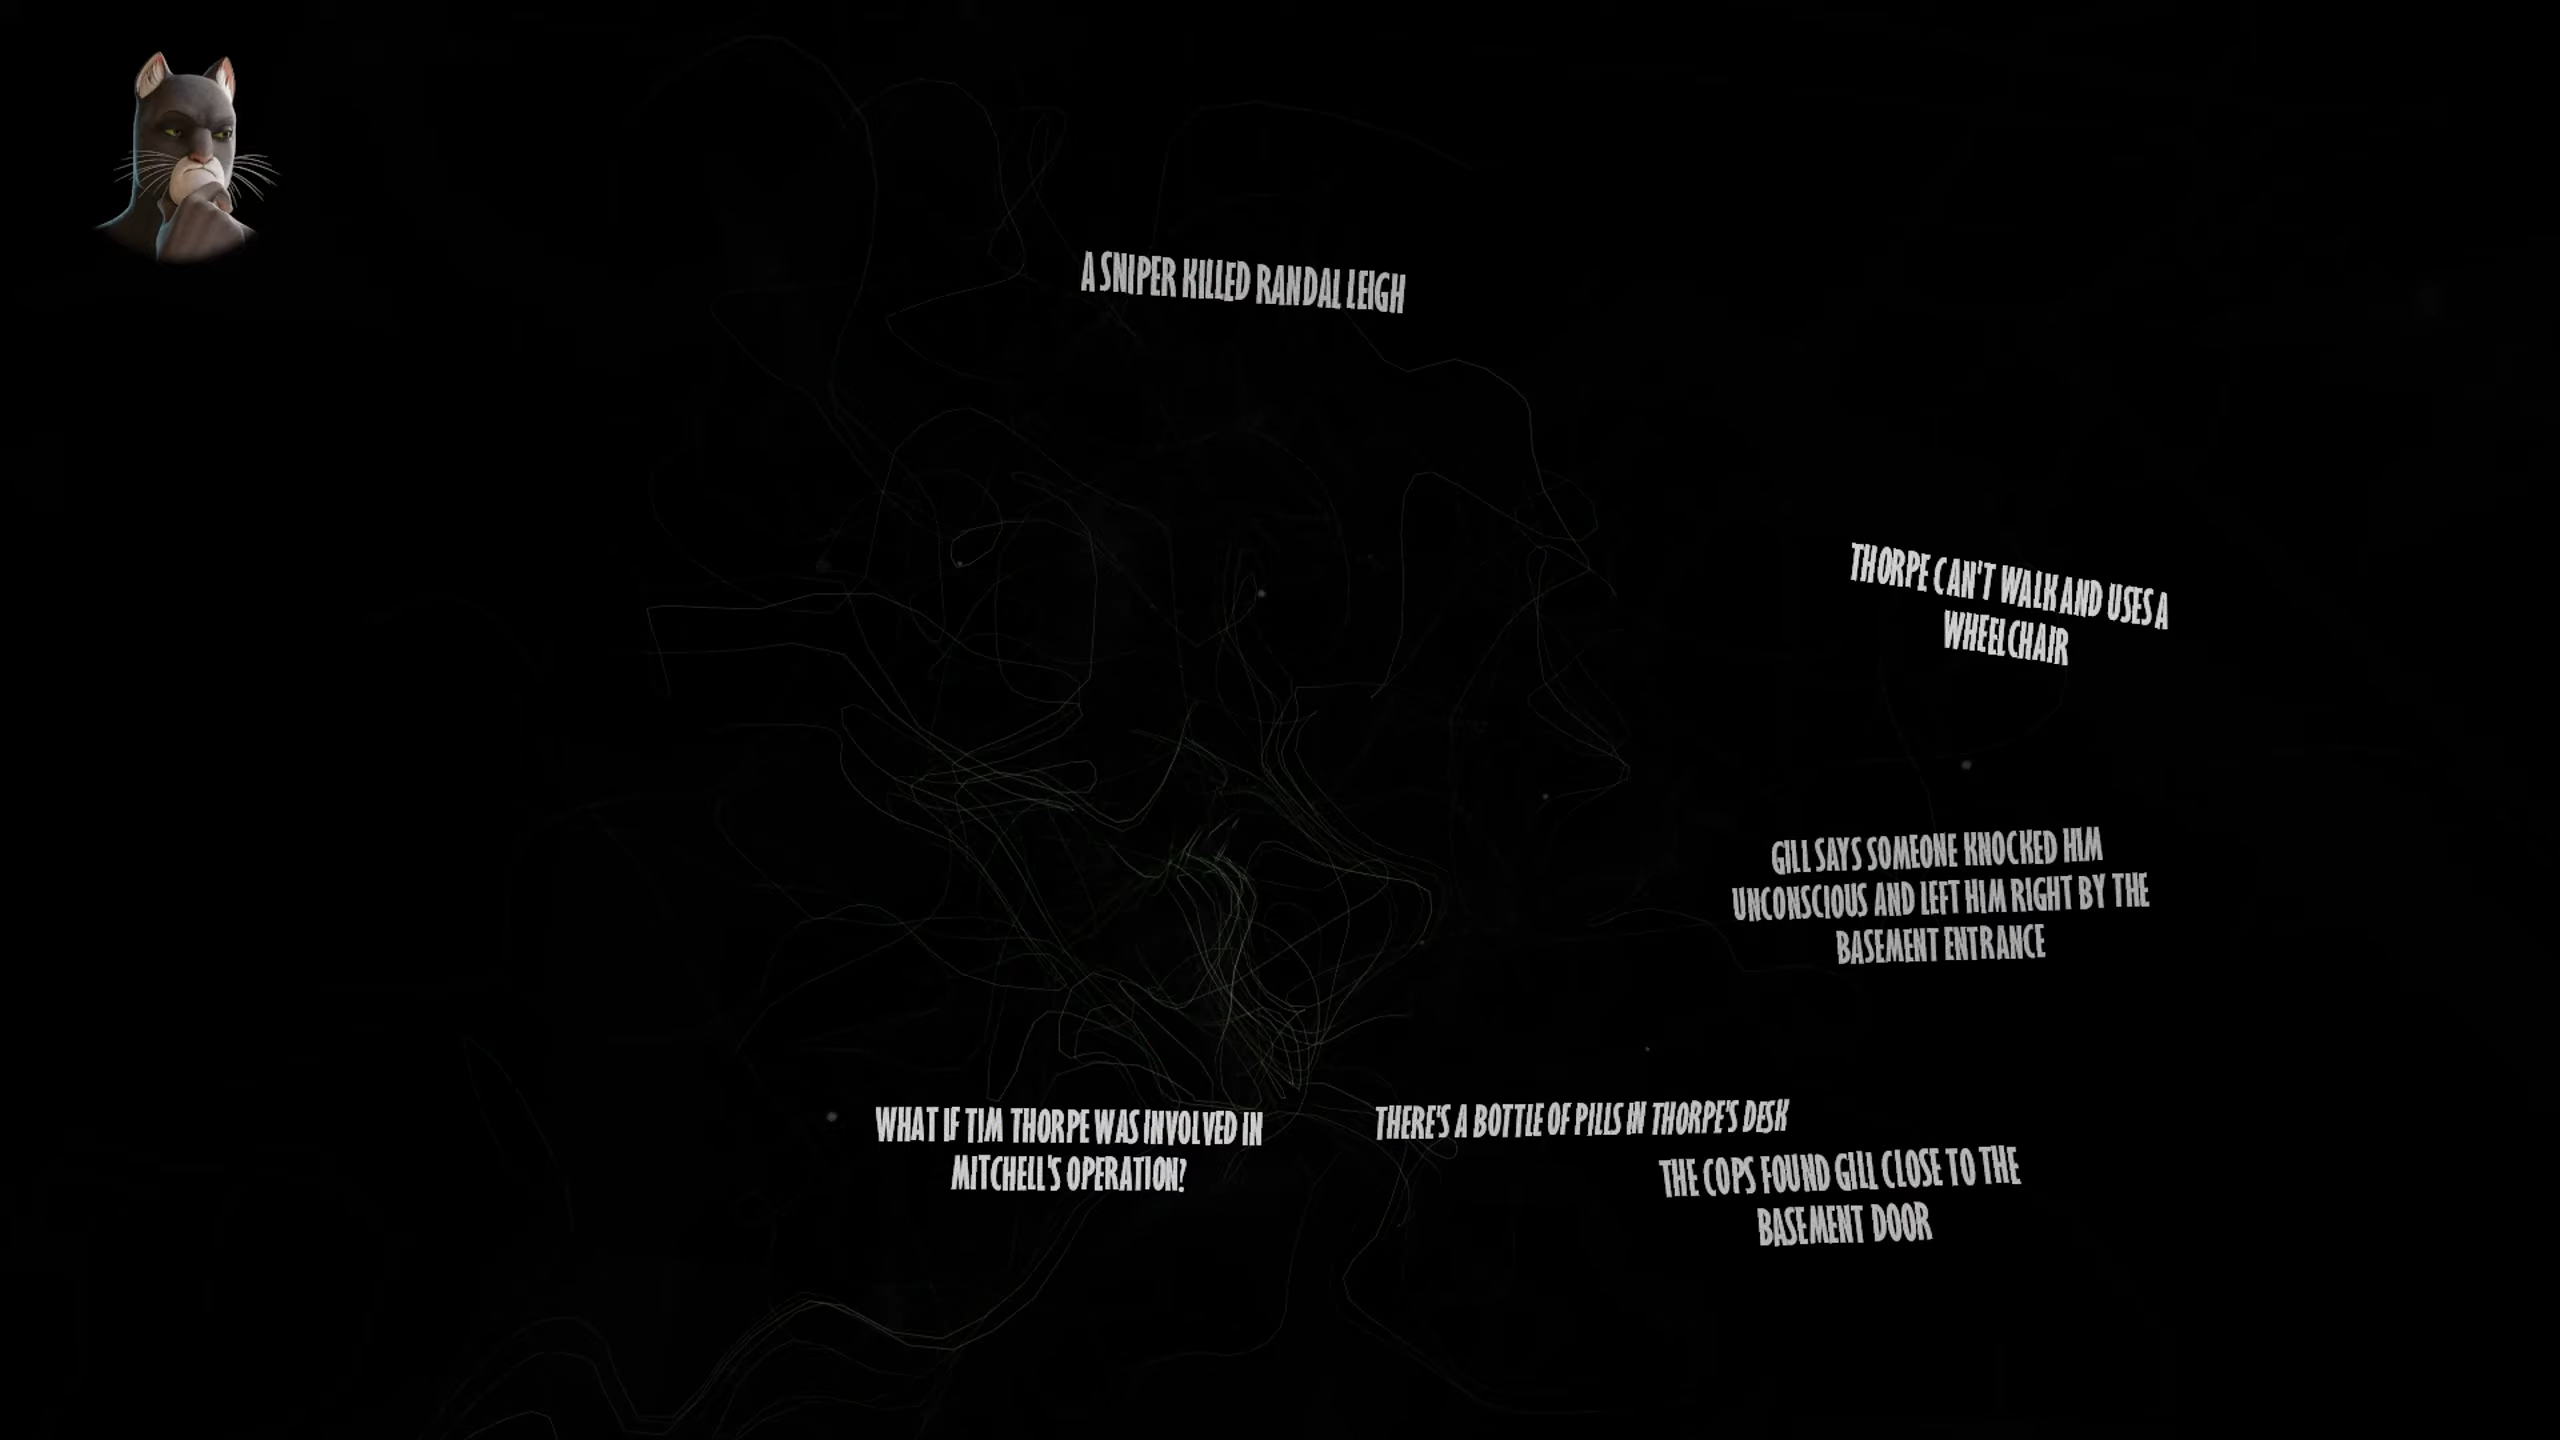 A SNIPER KILLED RANDAL LEIGH
THORPE CAN'T WALK AND USES A
WHEELCHAIR
GILL SAYS SOMEONE KNOCKED HIM
UNCONSCIOUS AND LEFT HIM RIGHT BY THE
BASEMENT ENTRANCE
WHAT IF TIM THORPE WAS INVOLVED IN
MITCHELL'S OPERATION?
THERE'S A BOTTLE OF PILLS IN THORPE'S DESK
THE COPS FOUND GILL CLOSE TO THE
BASEMENT DOOR